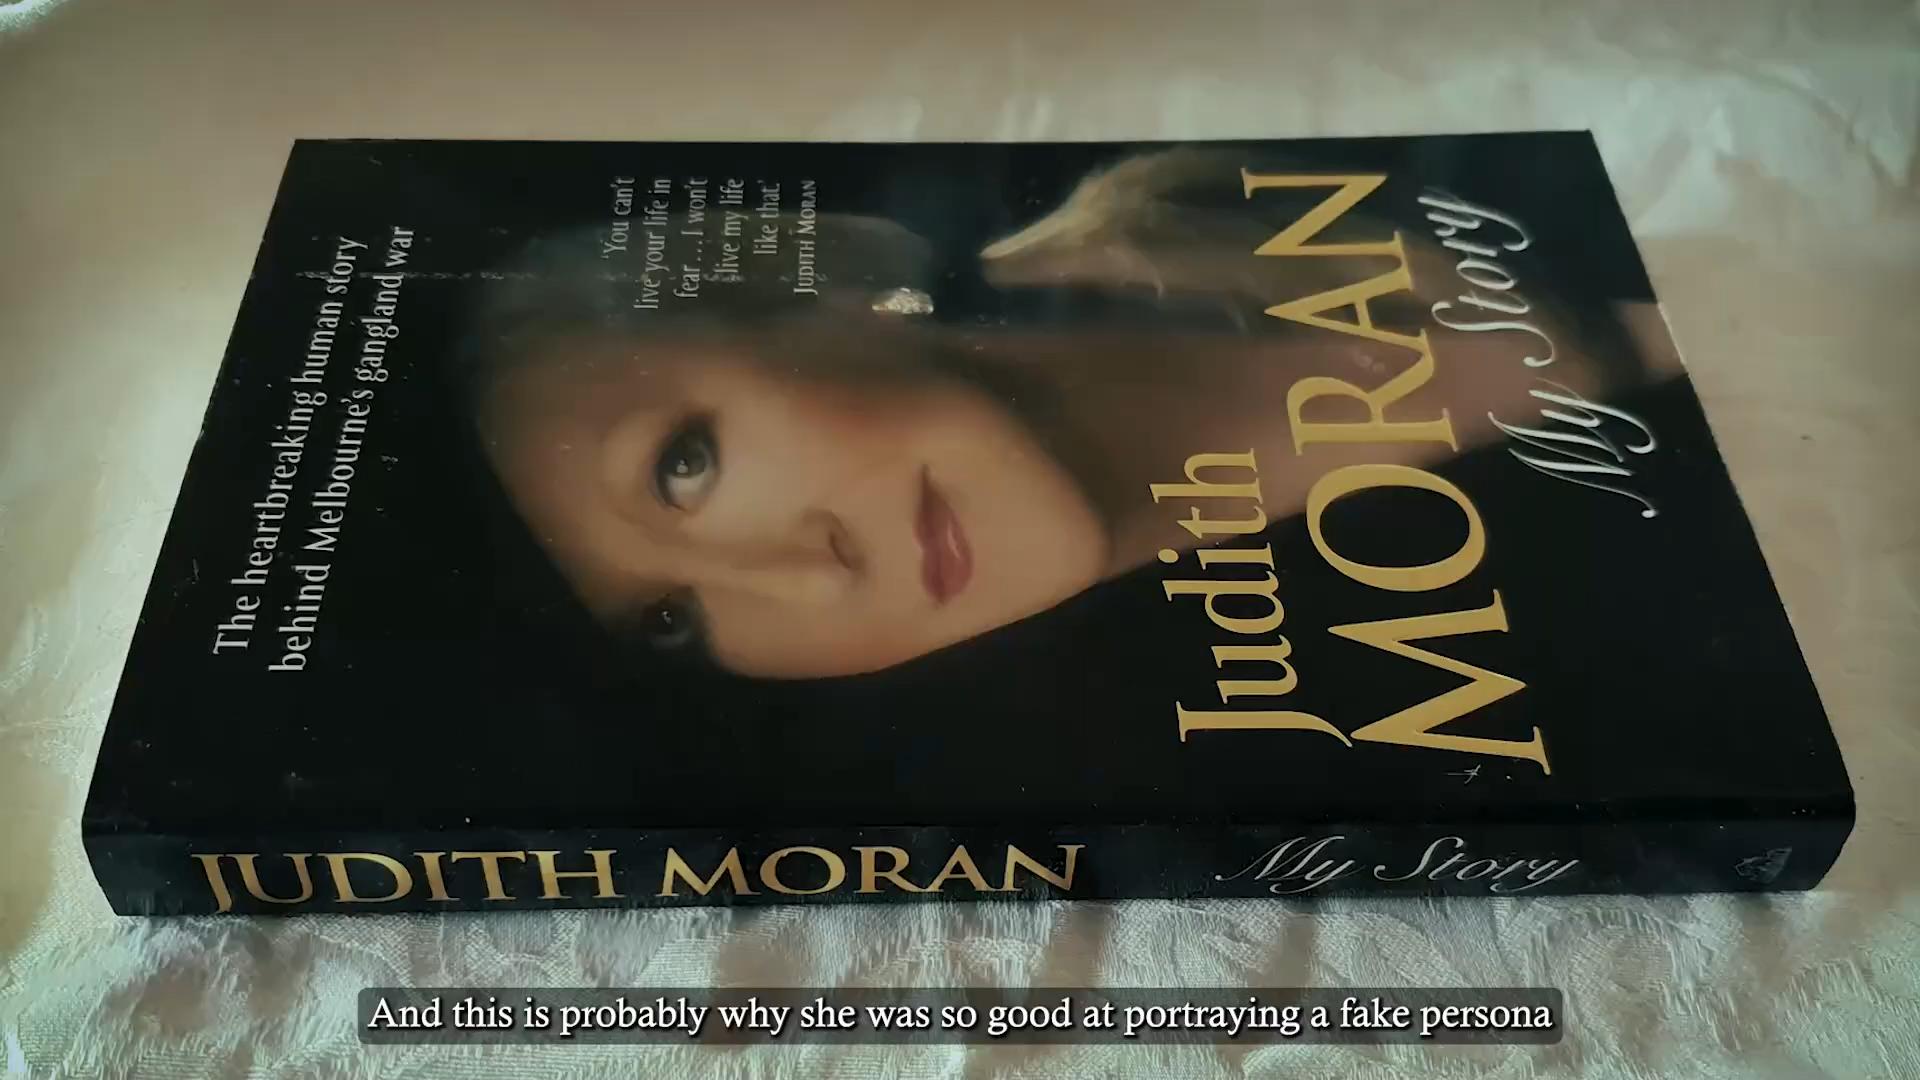 The heartbreaking human story
behind Melbourne's gangland war
'You can't
live your life in
fear... I won't
live my life
like that.'
JUDITH MORAN
Judith
MORAN
My Story
JUDITH MORAN My Story
And this is probably why she was so good at portraying a fake persona